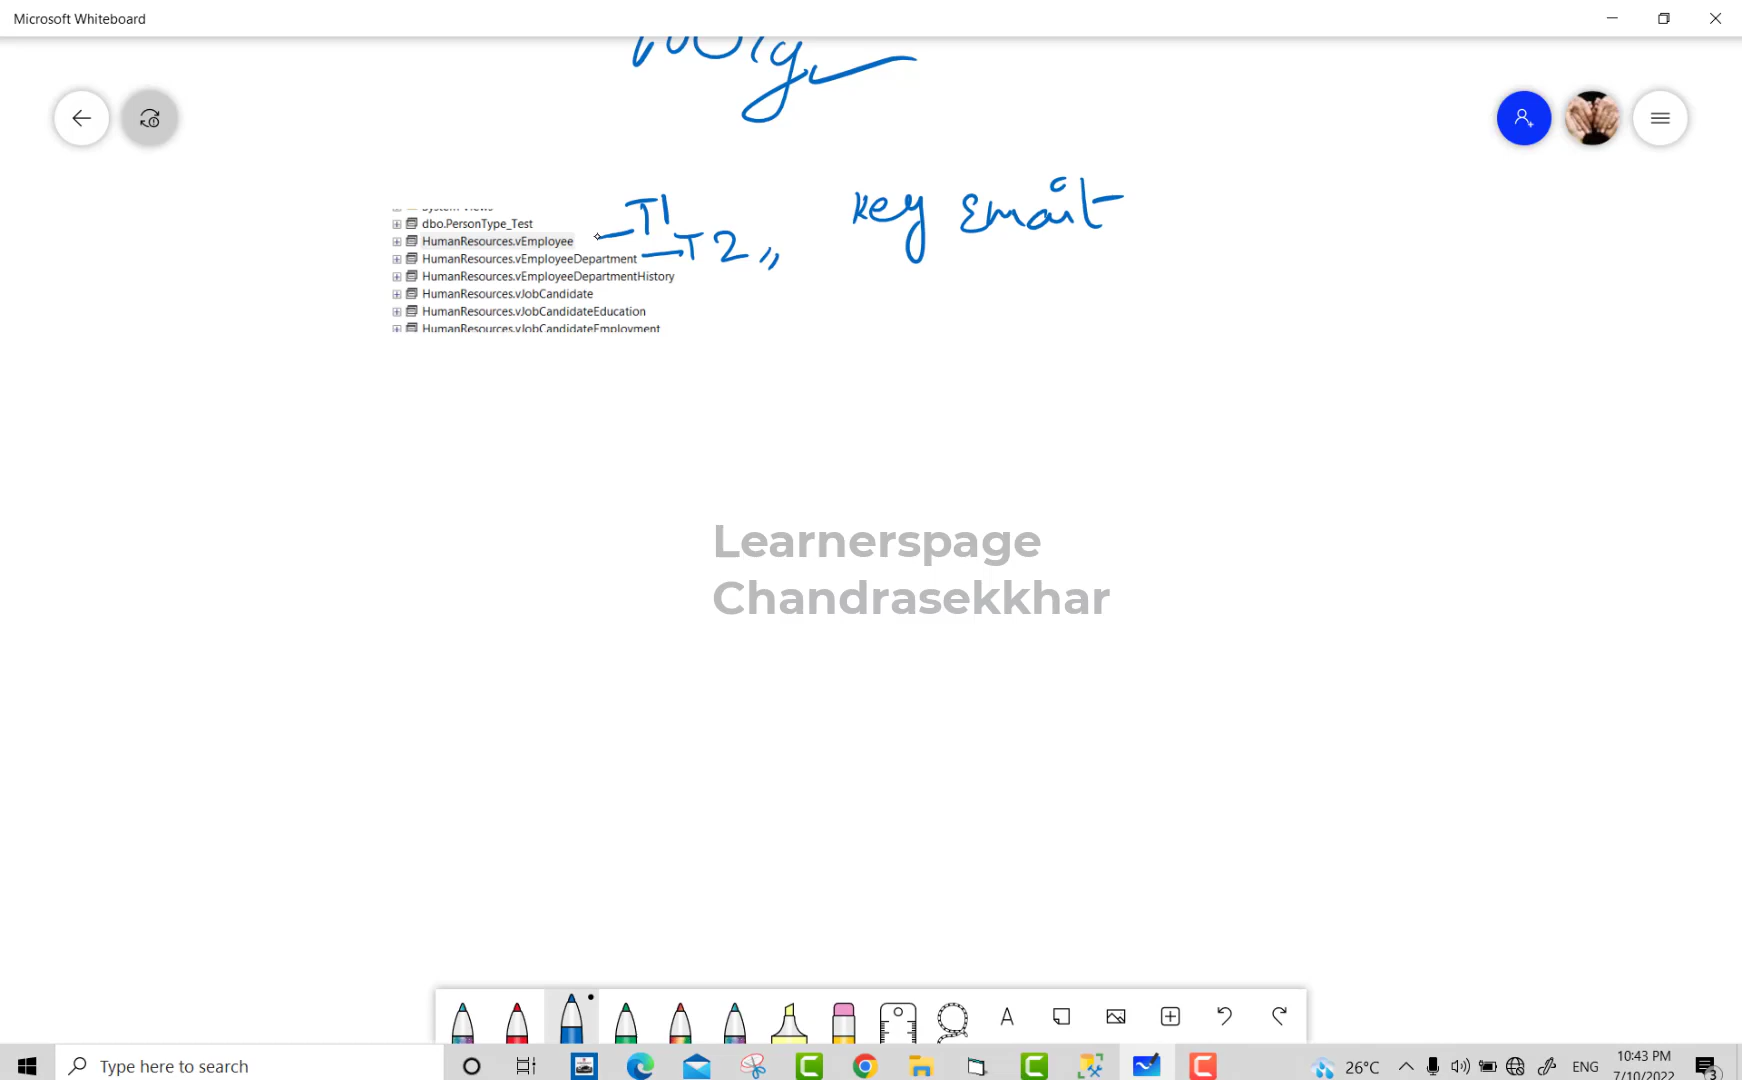 Microsoft Whiteboard
T1
Key Email
dbo.PersonType_Test
HumanResources.vEmployee
T2,,
HumanResources.vEmployeeDepartment
HumanResources.vEmployeeDepartmentHistory
HumanResources.vJobCandidate
HumanResources.vJobCandidateEducation
HumanResources.vJobCandidateEmployment
Learnerspage
Chandrasekkhar
A
Type here to search
26°C
ENG
10:43 PM
7/10/2022
3